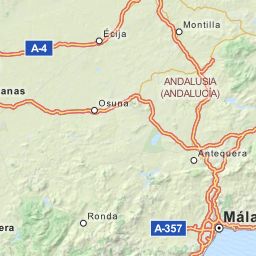 Montilla
Écija
A-4
ANDALUSIA
(ANDALUCÍA)
anas
Osuna
Antequera
Ronda
A-357
Mála
era